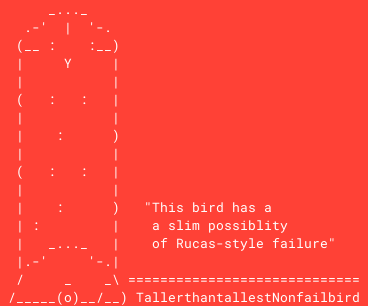 "This bird has a
a slim possiblity
of Rucas-style failure"
TallerthantallestNonfailbird